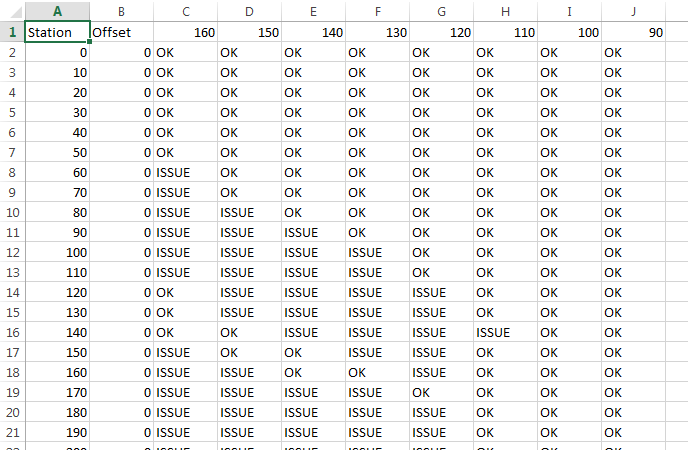 A B C D E F G H I J
1 Station Offset 160 150 140 130 120 110 100 90
2 0 0 OK OK OK OK OK OK OK OK
3 10 0 OK OK OK OK OK OK OK OK
4 20 0 OK OK OK OK OK OK OK OK
5 30 0 OK OK OK OK OK OK OK OK
6 40 0 OK OK OK OK OK OK OK OK
7 50 0 OK OK OK OK OK OK OK OK
8 60 0 ISSUE OK OK OK OK OK OK OK
9 70 0 ISSUE OK OK OK OK OK OK OK
10 80 0 ISSUE ISSUE OK OK OK OK OK OK
11 90 0 ISSUE ISSUE ISSUE OK OK OK OK OK
12 100 0 ISSUE ISSUE ISSUE ISSUE OK OK OK OK
13 110 0 ISSUE ISSUE ISSUE ISSUE OK OK OK OK
14 120 0 OK ISSUE ISSUE ISSUE ISSUE OK OK OK
15 130 0 OK ISSUE ISSUE ISSUE ISSUE OK OK OK
16 140 0 OK OK ISSUE ISSUE ISSUE ISSUE OK OK
17 150 0 ISSUE OK OK ISSUE ISSUE OK OK OK
18 160 0 ISSUE ISSUE OK OK ISSUE OK OK OK
19 170 0 ISSUE ISSUE ISSUE ISSUE OK OK OK OK
20 180 0 ISSUE ISSUE ISSUE ISSUE ISSUE OK OK OK
21 190 0 ISSUE ISSUE ISSUE ISSUE ISSUE OK OK OK